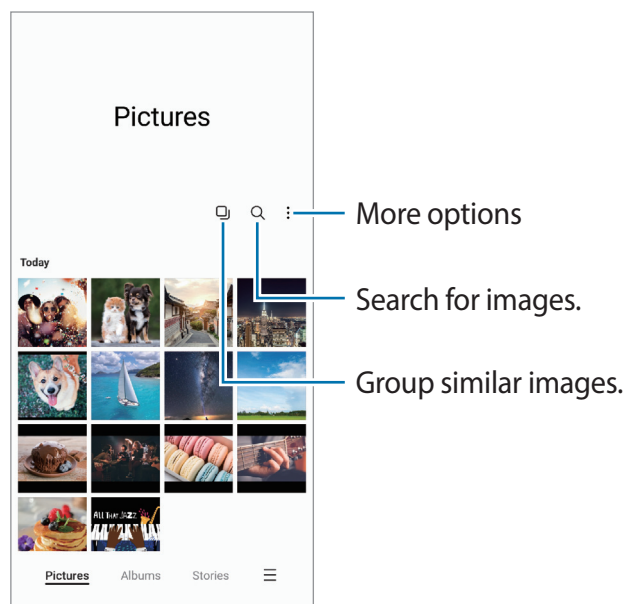 Pictures
More options
Today
Search for images.
Group similar images.
ALL THAT JAZZ
Pictures Albums Stories